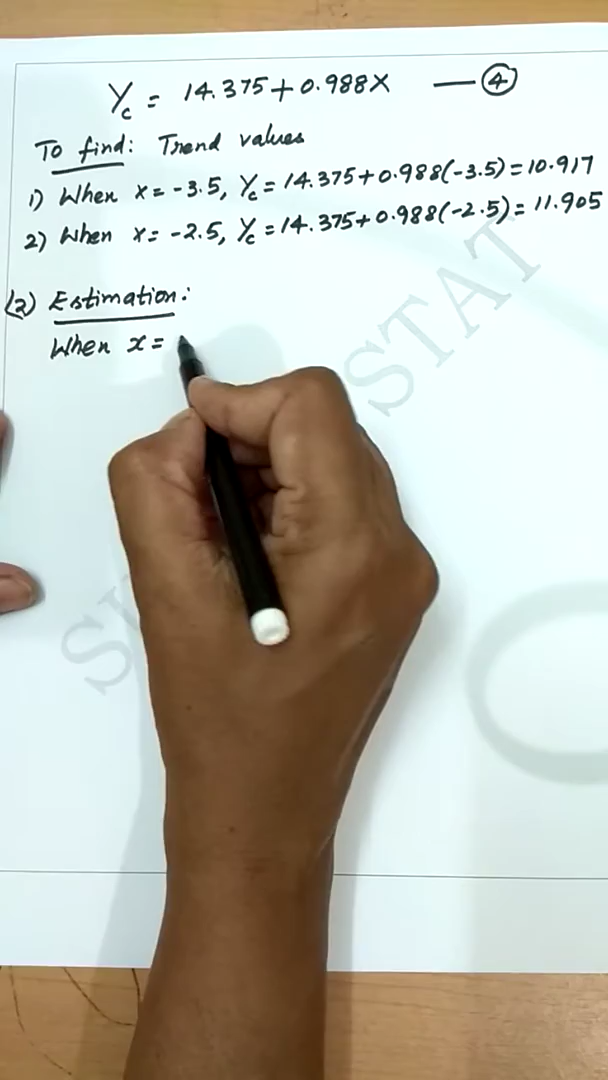 Yc = 14.375 + 0.988X — ④
To find: Trend values
1) When x = -3.5, Yc = 14.375 + 0.988(-3.5) = 10.917
2) When x = -2.5, Yc = 14.375 + 0.988(-2.5) = 11.905
(2) Estimation:
When x =
STAT